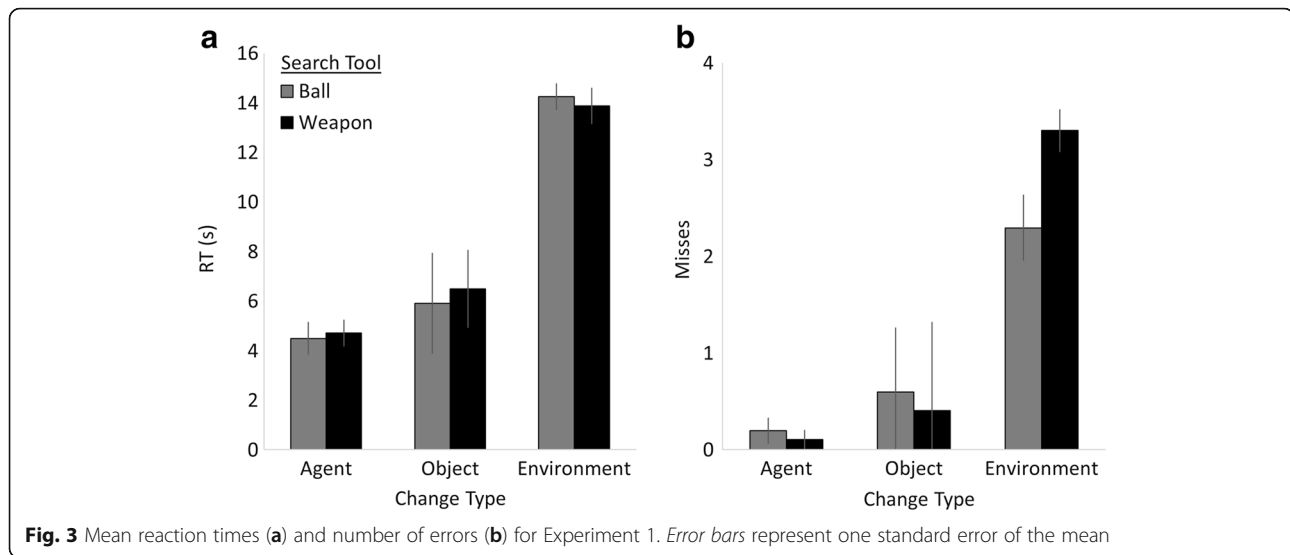 a
16
14
12
10
8
6
4
2
0
RT (s)
Search Tool
Ball
Weapon
Agent Object Environment
Change Type
b
4
3
2
1
0
Misses
Agent Object Environment
Change Type
Fig. 3 Mean reaction times (a) and number of errors (b) for Experiment 1. Error bars represent one standard error of the mean